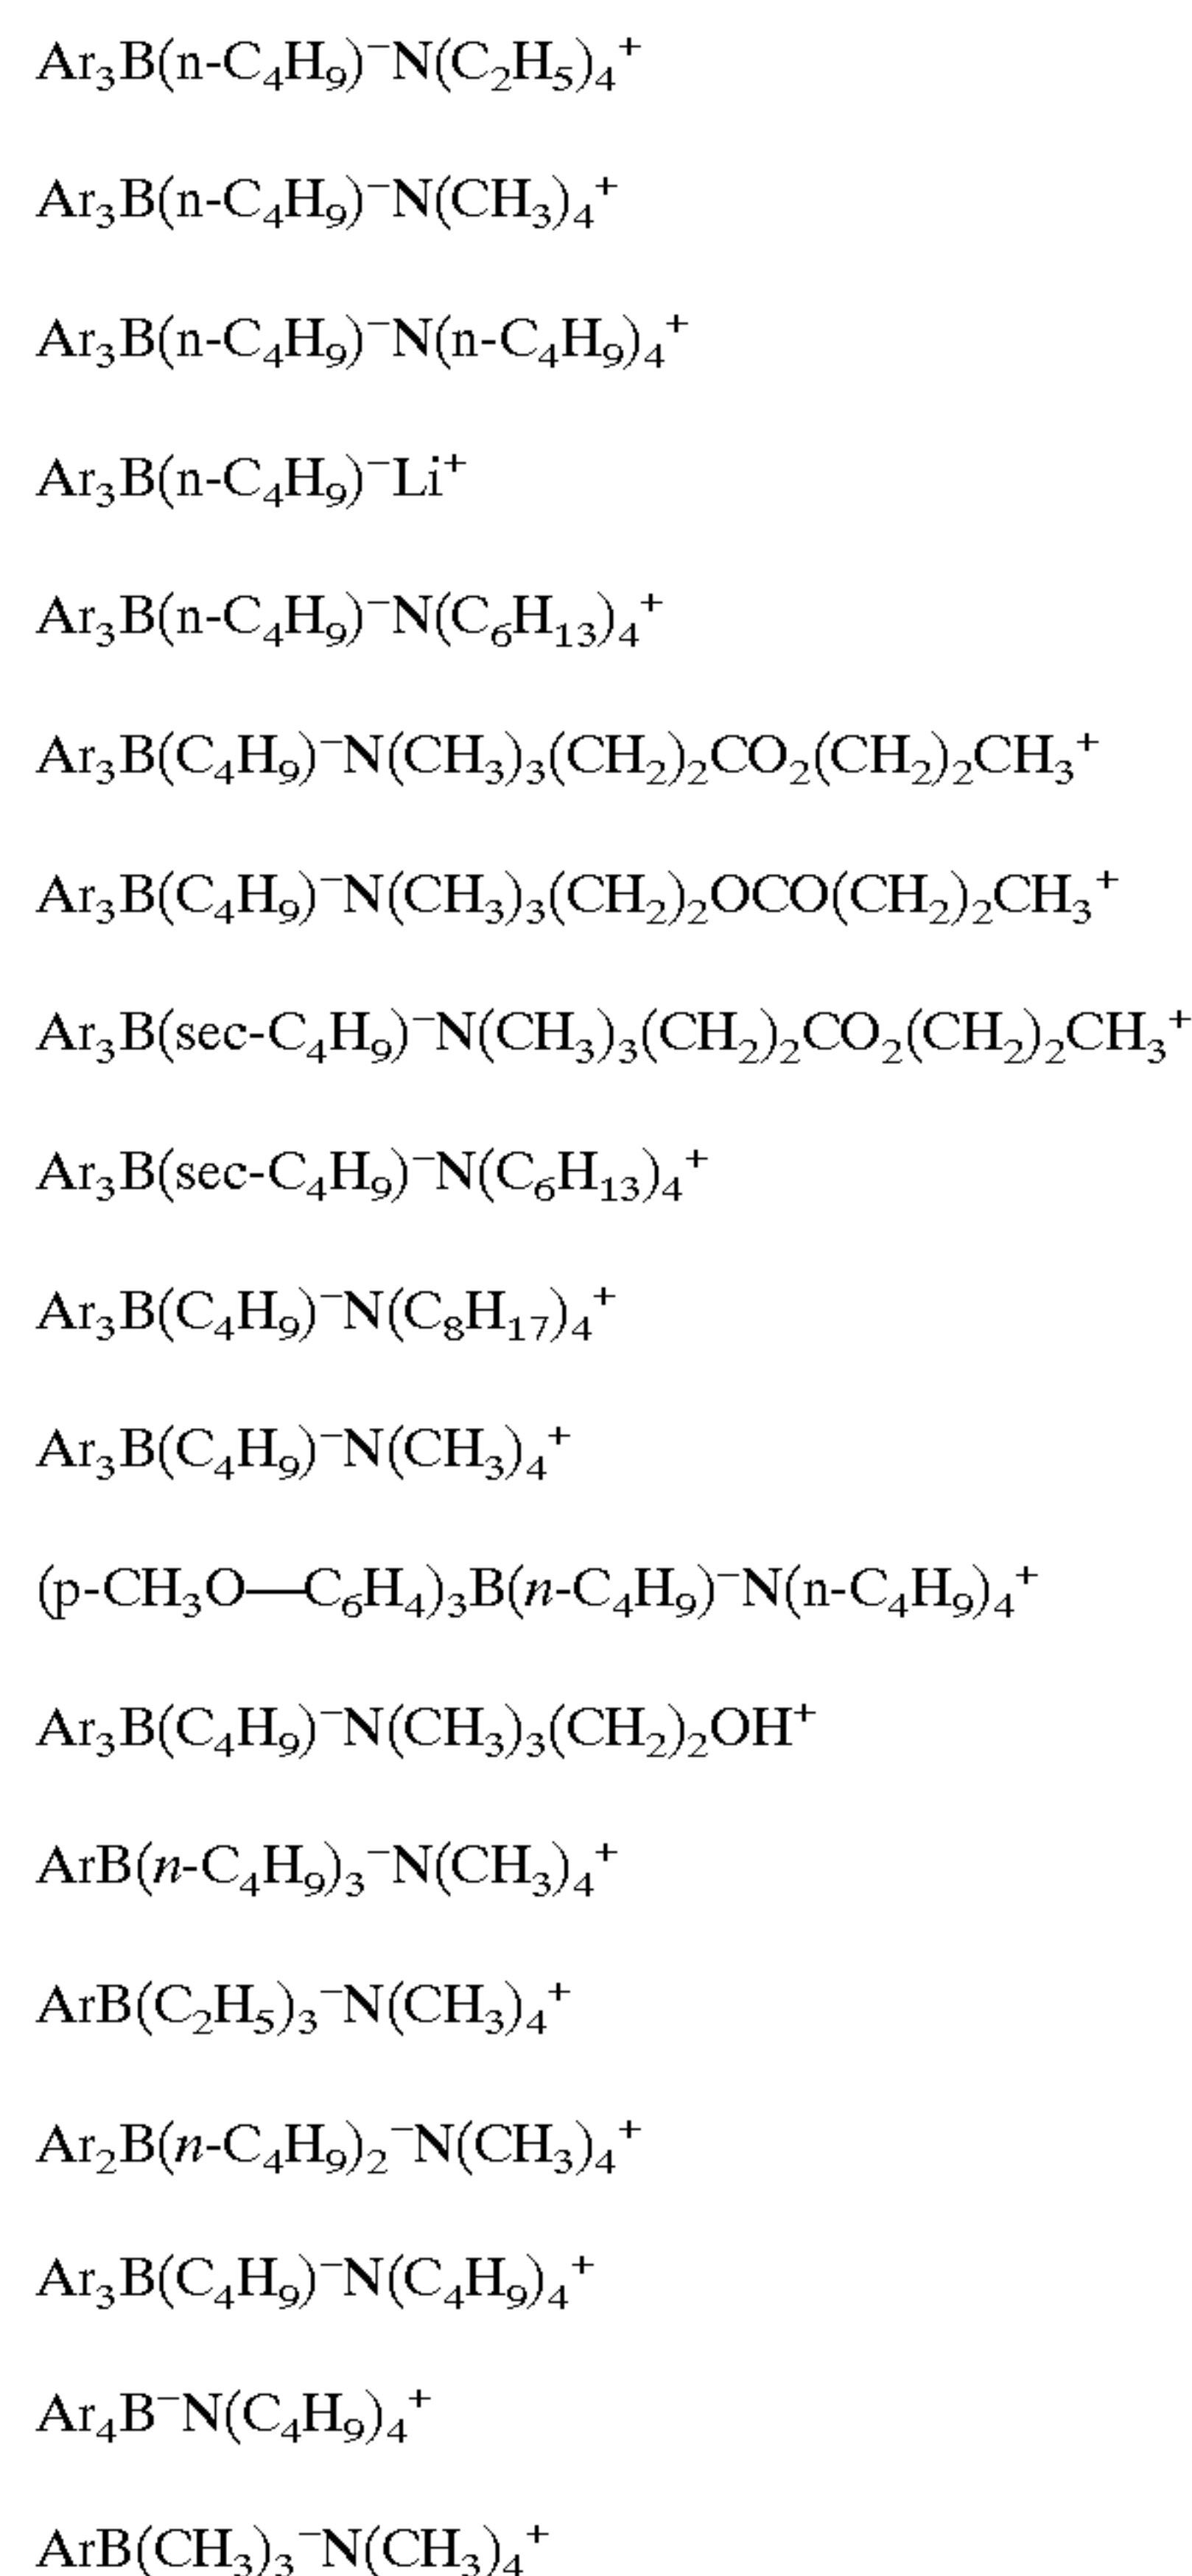 Ar₃B(n-C₄H₉)⁻N(C₂H₅)₄⁺
Ar₃B(n-C₄H₉)⁻N(CH₃)₄⁺
Ar₃B(n-C₄H₉)⁻N(n-C₄H₉)₄⁺
Ar₃B(n-C₄H₉)⁻Li⁺
Ar₃B(n-C₄H₉)⁻N(C₆H₁₃)₄⁺
Ar₃B(C₄H₉)⁻N(CH₃)₃(CH₂)₂CO₂(CH₂)₂CH₃⁺
Ar₃B(C₄H₉)⁻N(CH₃)₃(CH₂)₂OCO(CH₂)₂CH₃⁺
Ar₃B(sec-C₄H₉)⁻N(CH₃)₃(CH₂)₂CO₂(CH₂)₂CH₃⁺
Ar₃B(sec-C₄H₉)⁻N(C₆H₁₃)₄⁺
Ar₃B(C₄H₉)⁻N(C₈H₁₇)₄⁺
Ar₃B(C₄H₉)⁻N(CH₃)₄⁺
(p-CH₃O—C₆H₄)₃B(n-C₄H₉)⁻N(n-C₄H₉)₄⁺
Ar₃B(C₄H₉)⁻N(CH₃)₃(CH₂)₂OH⁺
ArB(n-C₄H₉)₃⁻N(CH₃)₄⁺
ArB(C₂H₅)₃⁻N(CH₃)₄⁺
Ar₂B(n-C₄H₉)₂⁻N(CH₃)₄⁺
Ar₃B(C₄H₉)⁻N(C₄H₉)₄⁺
Ar₄B⁻N(C₄H₉)₄⁺
ArB(CH₃)₃⁻N(CH₃)₄⁺